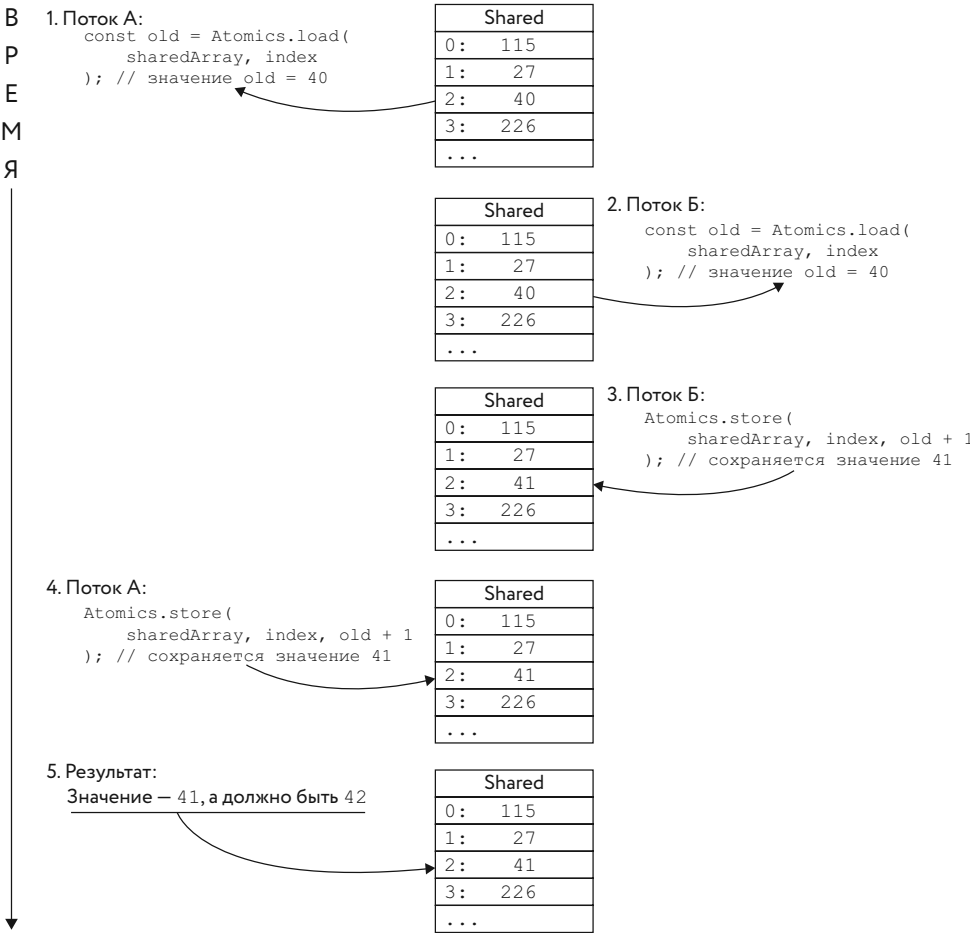 ВРЕМЯ
1. Поток А:
const old = Atomics.load(
sharedArray, index
); // значение old = 40
Shared
0: 115
1: 27
2: 40
3: 226
...
2. Поток Б:
const old = Atomics.load(
sharedArray, index
); // значение old = 40
Shared
0: 115
1: 27
2: 40
3: 226
...
3. Поток Б:
Atomics.store(
sharedArray, index, old + 1
); // сохраняется значение 41
Shared
0: 115
1: 27
2: 41
3: 226
...
4. Поток А:
Atomics.store(
sharedArray, index, old + 1
); // сохраняется значение 41
Shared
0: 115
1: 27
2: 41
3: 226
...
5. Результат:
Значение — 41, а должно быть 42
Shared
0: 115
1: 27
2: 41
3: 226
...